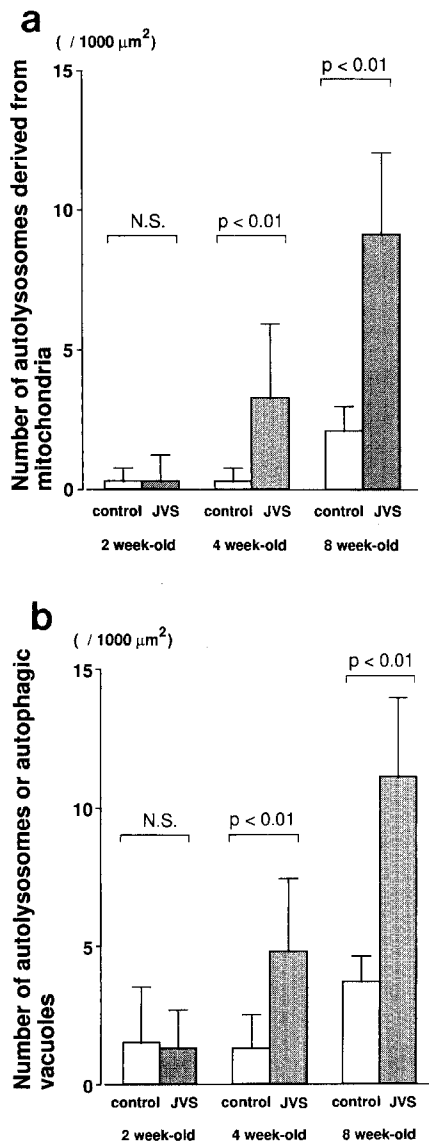 a
( / 1000 μm²)
Number of autolysosomes derived from
mitochondria
15
10
5
0
N.S.
p < 0.01
p < 0.01
control JVS control JVS control JVS
2 week-old 4 week-old 8 week-old
b
( / 1000 μm²)
Number of autolysosomes or autophagic
vacuoles
15
10
5
0
N.S.
p < 0.01
p < 0.01
control JVS control JVS control JVS
2 week-old 4 week-old 8 week-old